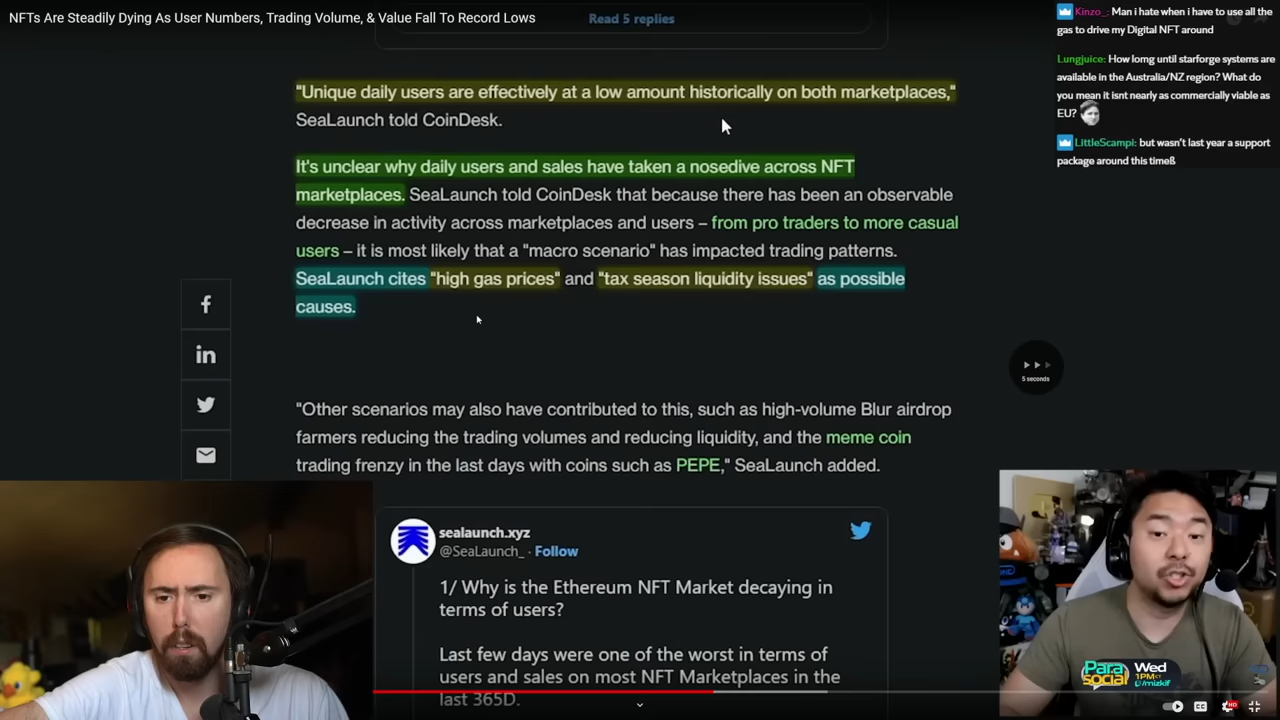 NFTs Are Steadily Dying As User Numbers, Trading Volume, & Value Fall To Record Lows
Read 5 replies
Kinzo_: Man i hate when i have to use all the
gas to drive my Digital NFT around
Lungjuice: How lomg until starforge systems are
available in the Australia/NZ region? What do
you mean it isnt nearly as commercially viable as
EU?
LittleScampi: but wasn't last year a support
package around this timeß
"Unique daily users are effectively at a low amount historically on both marketplaces,"
SeaLaunch told CoinDesk.
It's unclear why daily users and sales have taken a nosedive across NFT
marketplaces. SeaLaunch told CoinDesk that because there has been an observable
decrease in activity across marketplaces and users – from pro traders to more casual
users – it is most likely that a "macro scenario" has impacted trading patterns.
SeaLaunch cites "high gas prices" and "tax season liquidity issues" as possible
causes.
5 seconds
"Other scenarios may also have contributed to this, such as high-volume Blur airdrop
farmers reducing the trading volumes and reducing liquidity, and the meme coin
trading frenzy in the last days with coins such as PEPE," SeaLaunch added.
sealaunch.xyz
@SeaLaunch_ · Follow
1/ Why is the Ethereum NFT Market decaying in
terms of users?
Last few days were one of the worst in terms of
users and sales on most NFT Marketplaces in the
last 365D.
Para
social
Wed
1PM CT
/mizkif
CC
HD